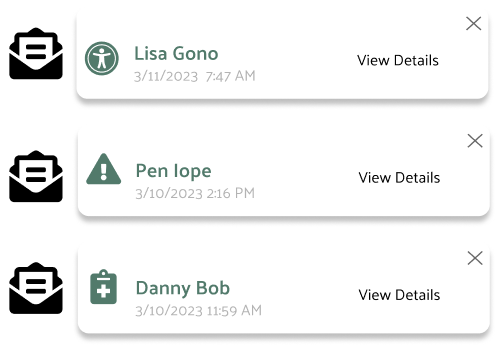 Lisa Gono
3/11/2023 7:47 AM
View Details
Pen lope
3/10/2023 2:16 PM
View Details
Danny Bob
3/10/2023 11:59 AM
View Details